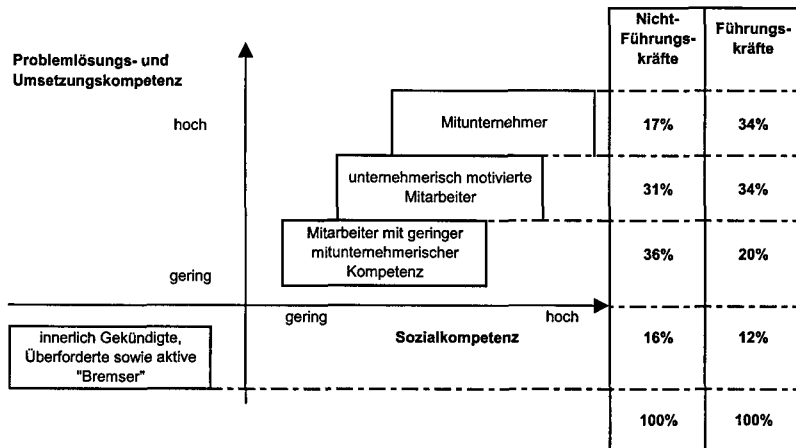 Nicht-
Führungs-
kräfte
Führungs-
kräfte
Problemlösungs- und
Umsetzungskompetenz
hoch
Mitunternehmer
17%
34%
unternehmerisch motivierte
Mitarbeiter
31%
34%
Mitarbeiter mit geringer
mitunternehmerischer
Kompetenz
36%
20%
gering
gering
Sozialkompetenz
hoch
innerlich Gekündigte,
Überforderte sowie aktive
"Bremser"
16%
12%
100%
100%